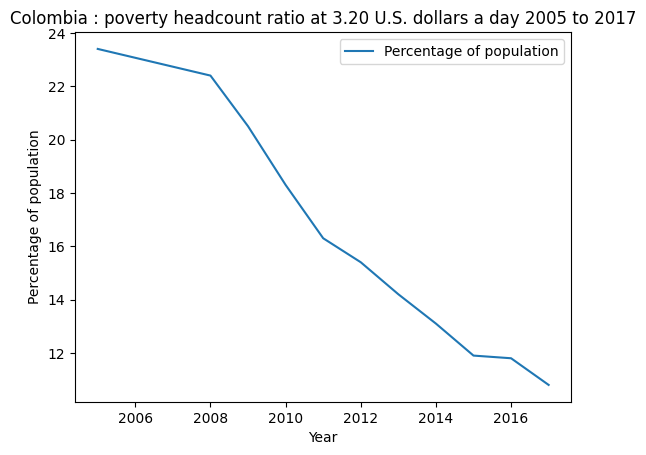 Colombia : poverty headcount ratio at 3.20 U.S. dollars a day 2005 to 2017
Percentage of population
Percentage of population
24
22
20
18
16
14
12
2006 2008 2010 2012 2014 2016
Year